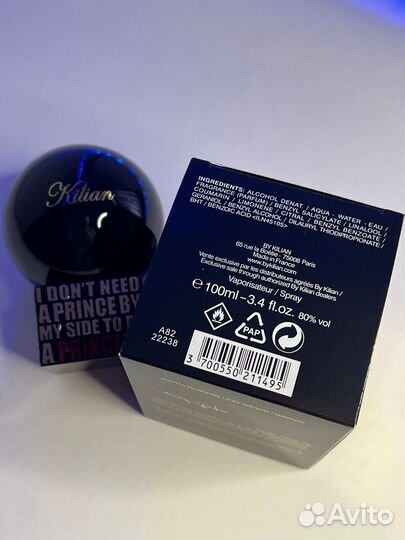 Kilian
I DON'T NEED
A PRINCE BY
MY SIDE TO
A PRINC
INGREDIENTS: ALCOHOL DENAT. / AQUA - WATER - EAU /
FRAGRANCE (PARFUM) / BENZYL SALICYLATE / LINALOOL /
COUMARIN / LIMONENE / CITRAL / BENZYL BENZOATE /
GERANIOL / BENZYL ALCOHOL / DILAURYL THIODIPROPIONATE /
BHT / BENZOIC ACID <ILN45105>
BY KILIAN
65 rue la Boétie - 75008 Paris
Made in France
www.bykilian.com
Vente exclusive par les distributeurs agréés By Kilian /
Exclusive sale through authorized By Kilian dealers
Vaporisateur / Spray
e 100ml-3.4 fl.oz. 80% vol
PAP
A82
22238
3 700550 211495
Avito